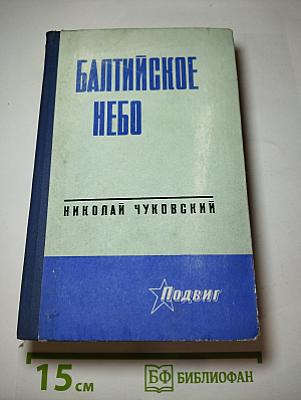 БАЛТИЙСКОЕ
НЕБО
НИКОЛАЙ ЧУКОВСКИЙ
Подвиг
15 см
БФ БИБЛИОФАН